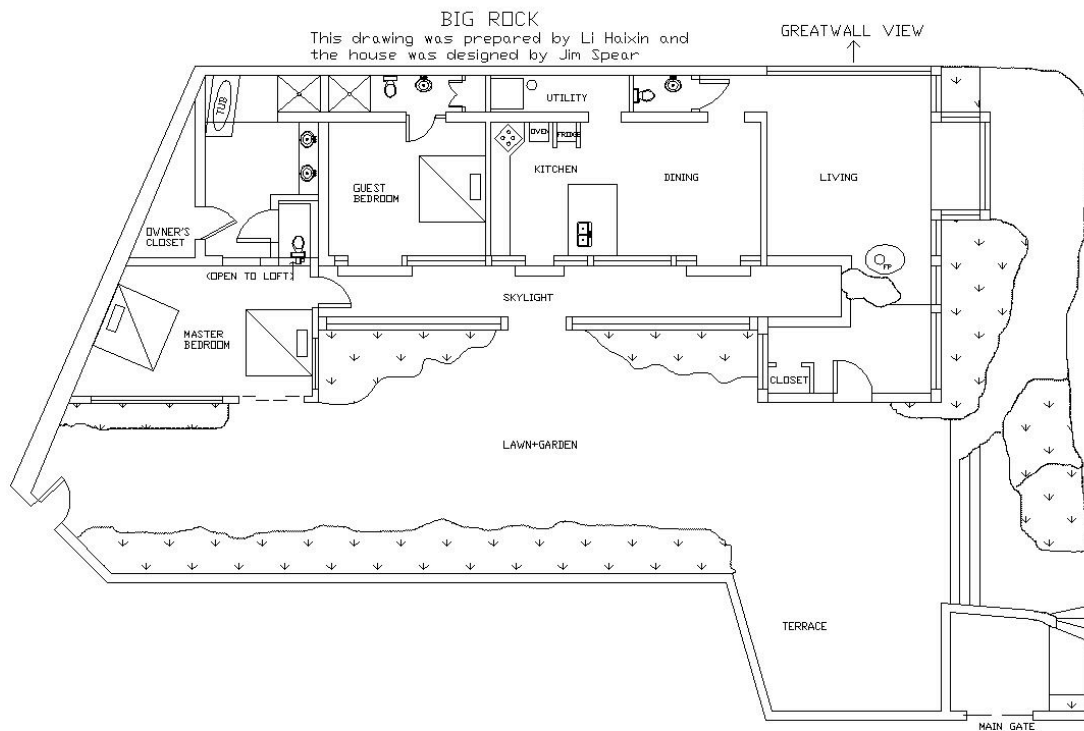 BIG ROCK
This drawing was prepared by Li Haixin and
the house was designed by Jim Spear
GREATWALL VIEW
TUB
UTILITY
OVEN
FRIDGE
KITCHEN
DINING
LIVING
GUEST
BEDROOM
OWNER'S
CLOSET
(OPEN TO LOFT)
FP
SKYLIGHT
MASTER
BEDROOM
CLOSET
LAWN+GARDEN
TERRACE
MAIN GATE